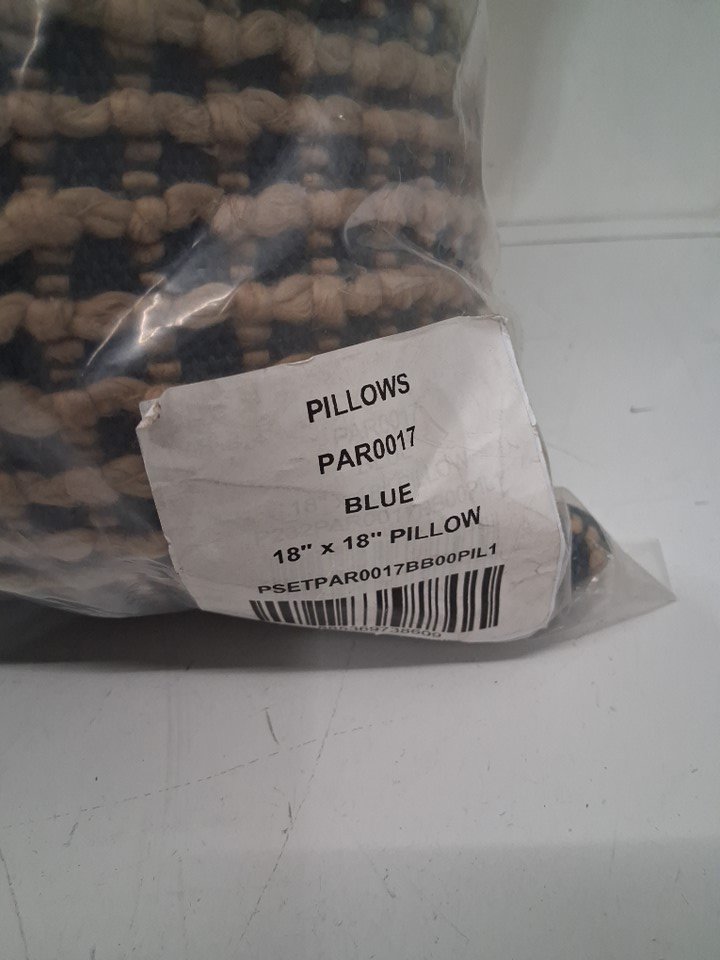 PILLOWS
PAR0017
BLUE
18" x 18" PILLOW
PSETPAR0017BB00PIL1